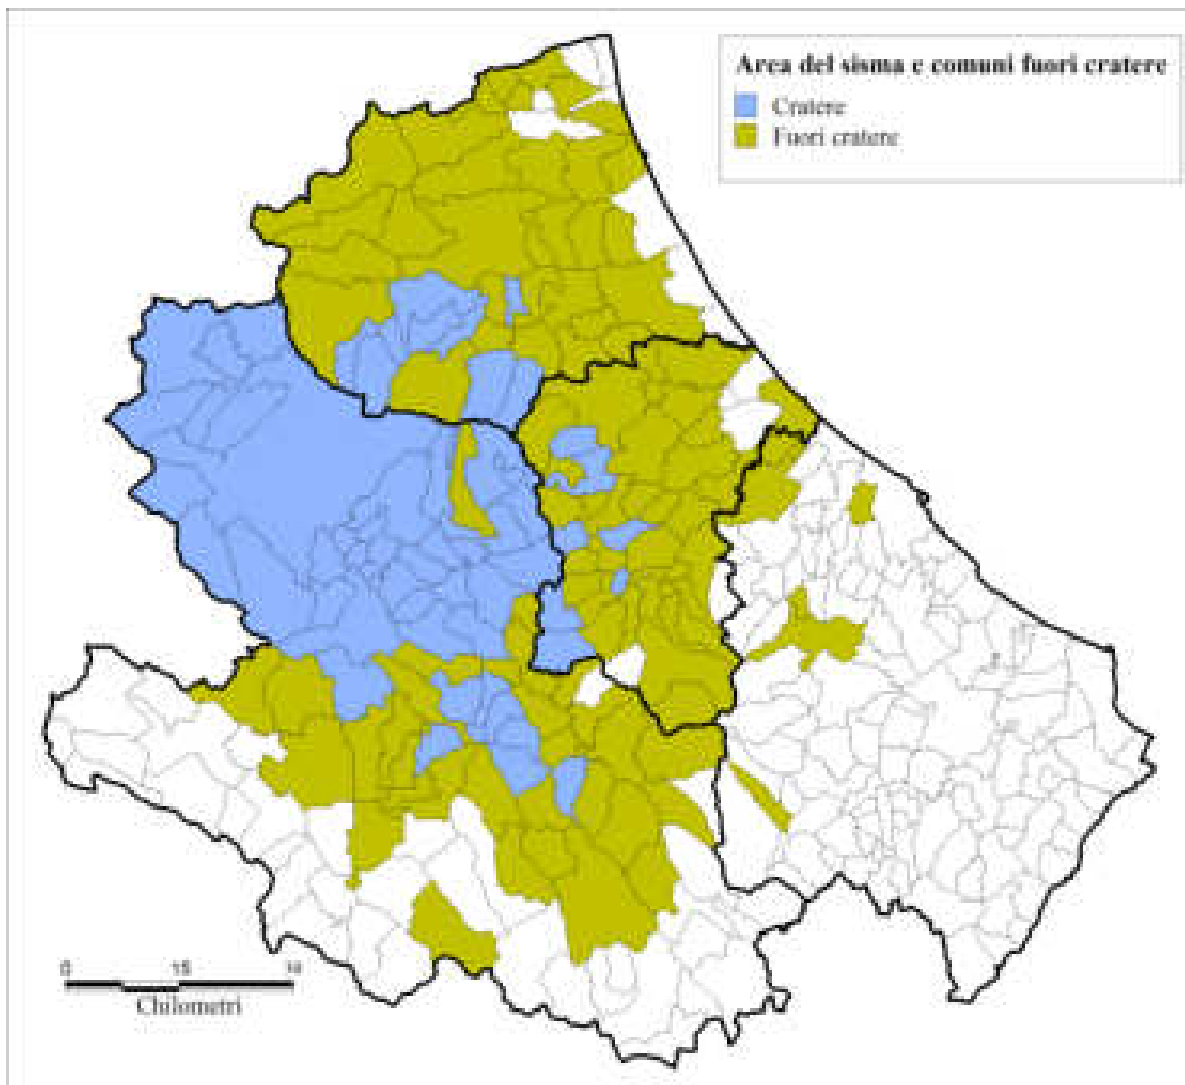 Area del sisma e comuni fuori cratere
Cratere
Fuori cratere
0 15
Chilometri